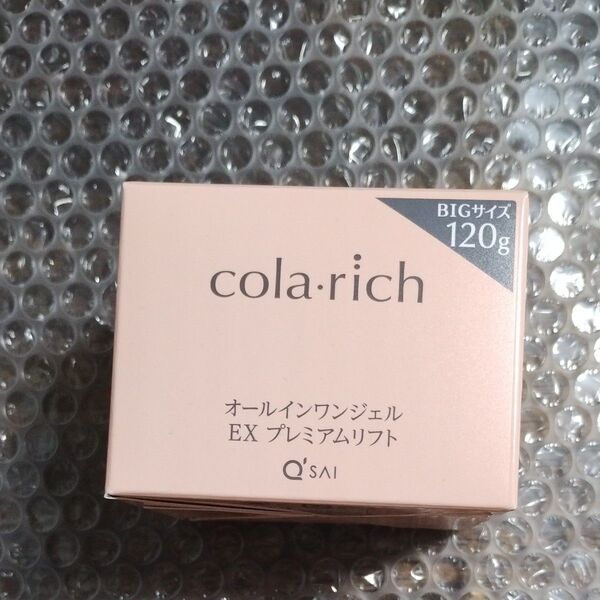 BIGサイズ
120g
cola·rich
オールインワンジェル
EX プレミアムリフト
Q'SAI